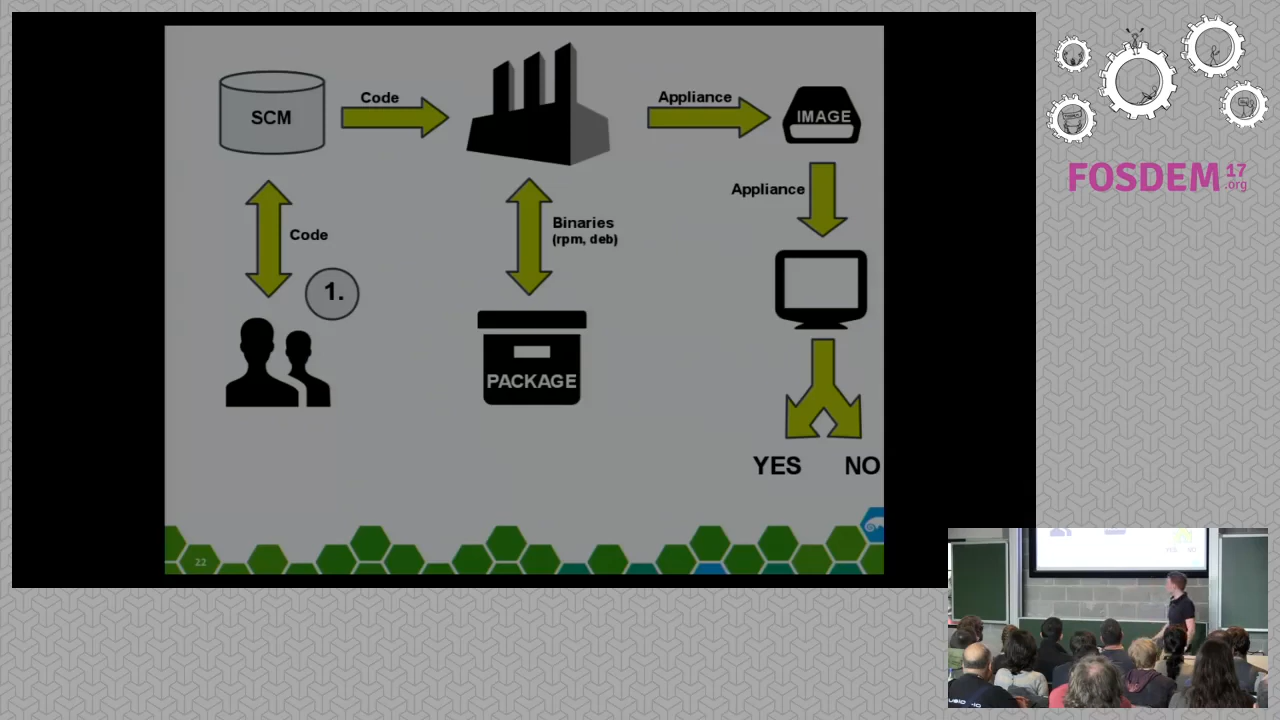 SCM
Code
Appliance
IMAGE
Appliance
Code
Binaries
(rpm, deb)
1.
PACKAGE
YES NO
22
FOSDEM 17
.org